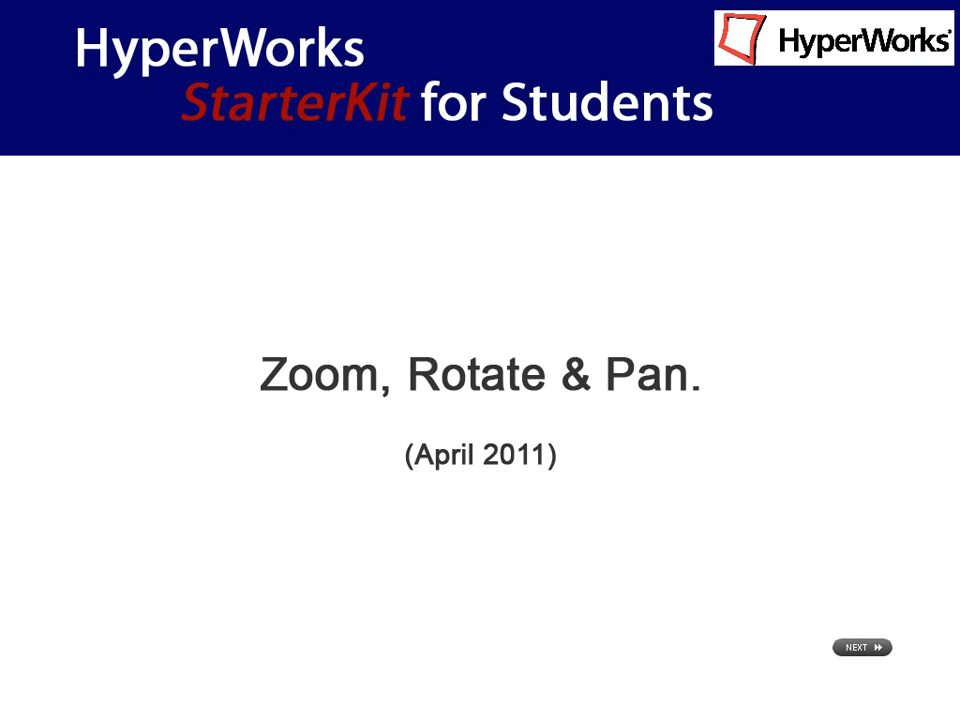 HyperWorks
StarterKit for Students
HyperWorks
Zoom, Rotate & Pan.
(April 2011)
NEXT